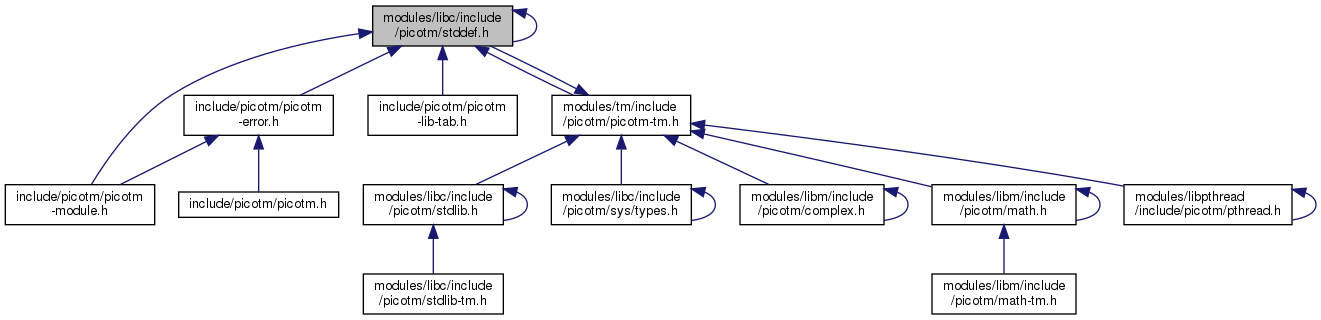 modules/libc/include
/picotm/stddef.h
include/picotm/picotm
-error.h
include/picotm/picotm
-lib-tab.h
modules/tm/include
/picotm/picotm-tm.h
include/picotm/picotm
-module.h
include/picotm/picotm.h
modules/libc/include
/picotm/stdlib.h
modules/libc/include
/picotm/sys/types.h
modules/libm/include
/picotm/complex.h
modules/libm/include
/picotm/math.h
modules/libpthread
/include/picotm/pthread.h
modules/libc/include
/picotm/stdlib-tm.h
modules/libm/include
/picotm/math-tm.h